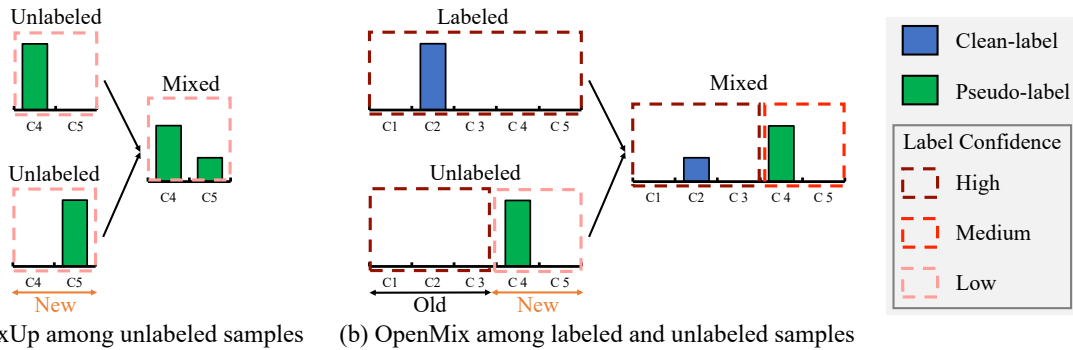 Unlabeled
C4 C5
Unlabeled
C4 C5
New
Mixed
C4 C5
xUp among unlabeled samples
Labeled
C1 C2 C 3 C 4 C 5
Unlabeled
C1 C2 C 3 C 4 C 5
Old New
Mixed
C1 C2 C 3 C 4 C 5
(b) OpenMix among labeled and unlabeled samples
Clean-label
Pseudo-label
Label Confidence
High
Medium
Low